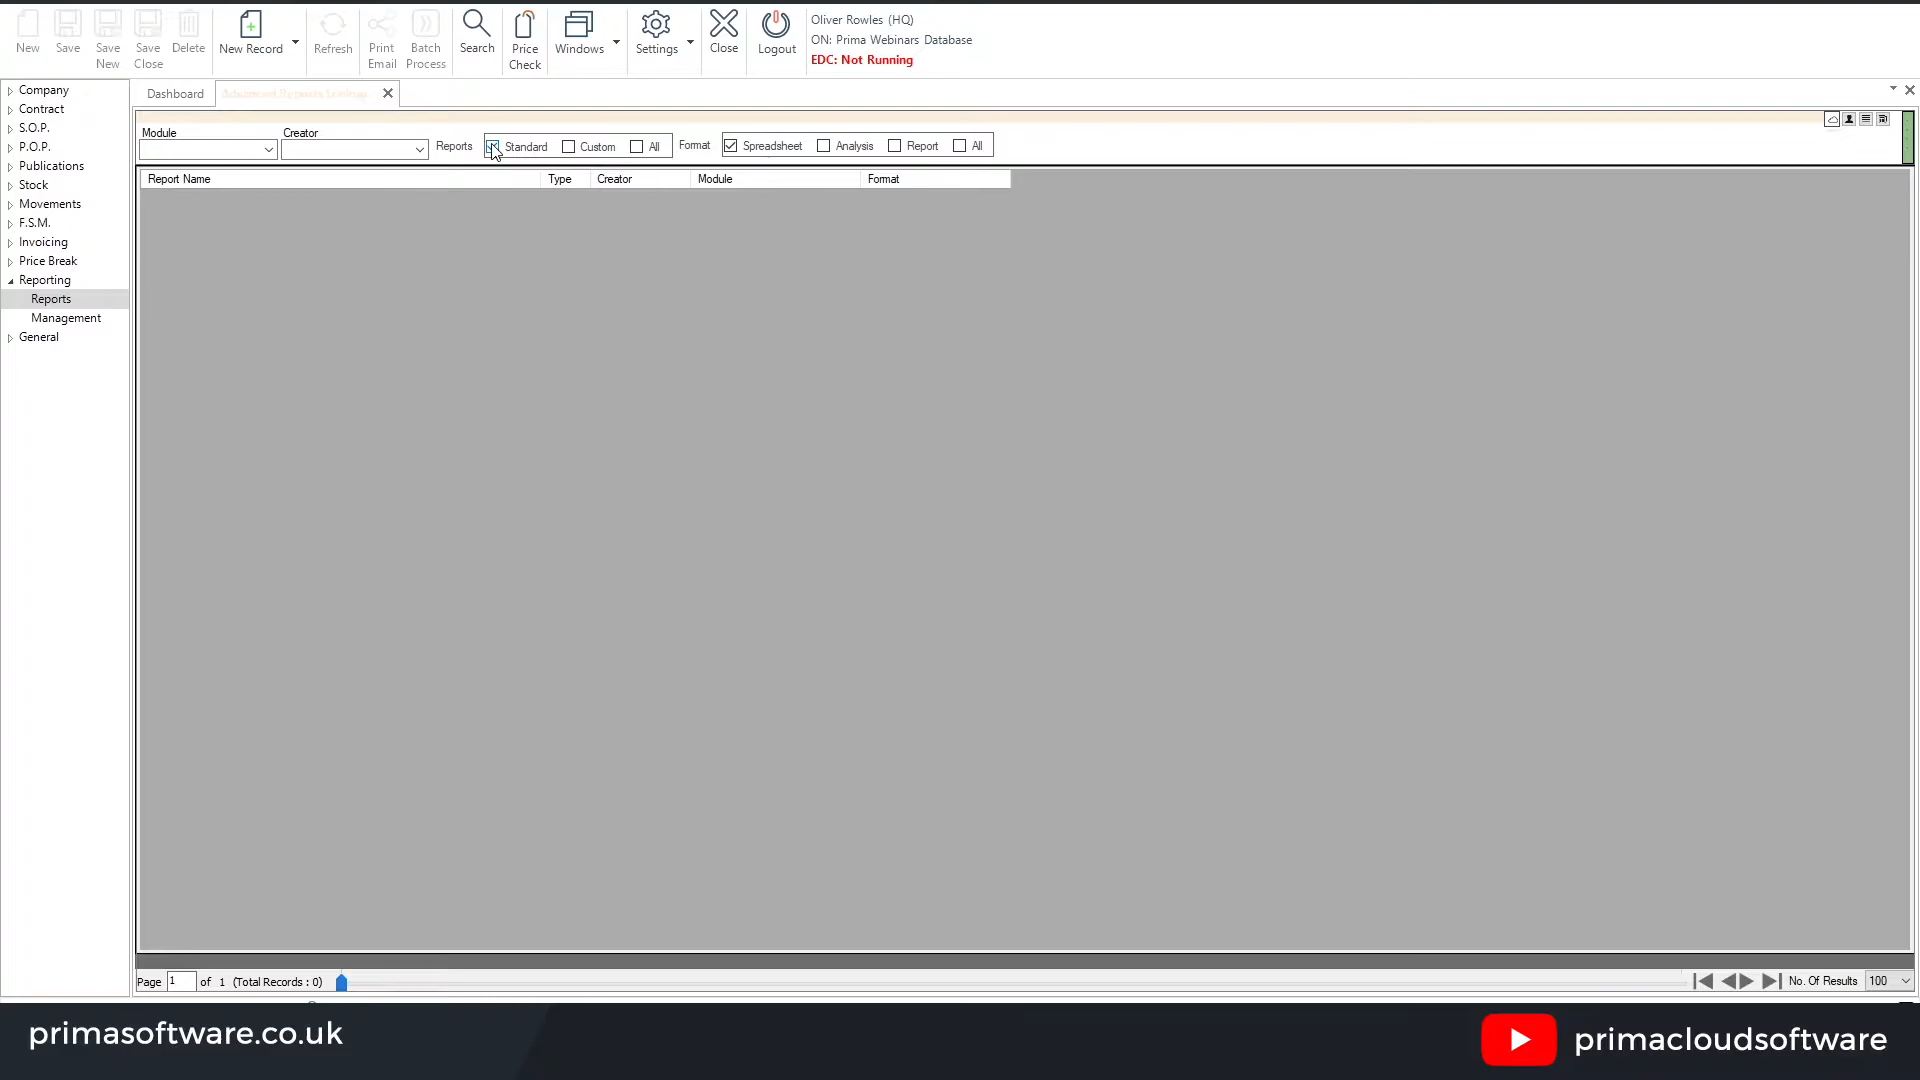 New
Save
Save
New
Save
Close
Delete
New Record
Refresh
Print
Email
Batch
Process
Search
Price
Check
Windows
Settings
Close
Logout
Oliver Rowles (HQ)
ON: Prima Webinars Database
EDC: Not Running
Company
Contract
S.O.P.
P.O.P.
Publications
Stock
Movements
F.S.M.
Invoicing
Price Break
Reporting
Reports
Management
General
Dashboard
Advanced Reports Lookup
Module
Creator
Reports
Standard
Custom
All
Format
Spreadsheet
Analysis
Report
All
Report Name
Type
Creator
Module
Format
Page 1 of 1 (Total Records : 0)
No. Of Results 100
primasoftware.co.uk
primacloudsoftware